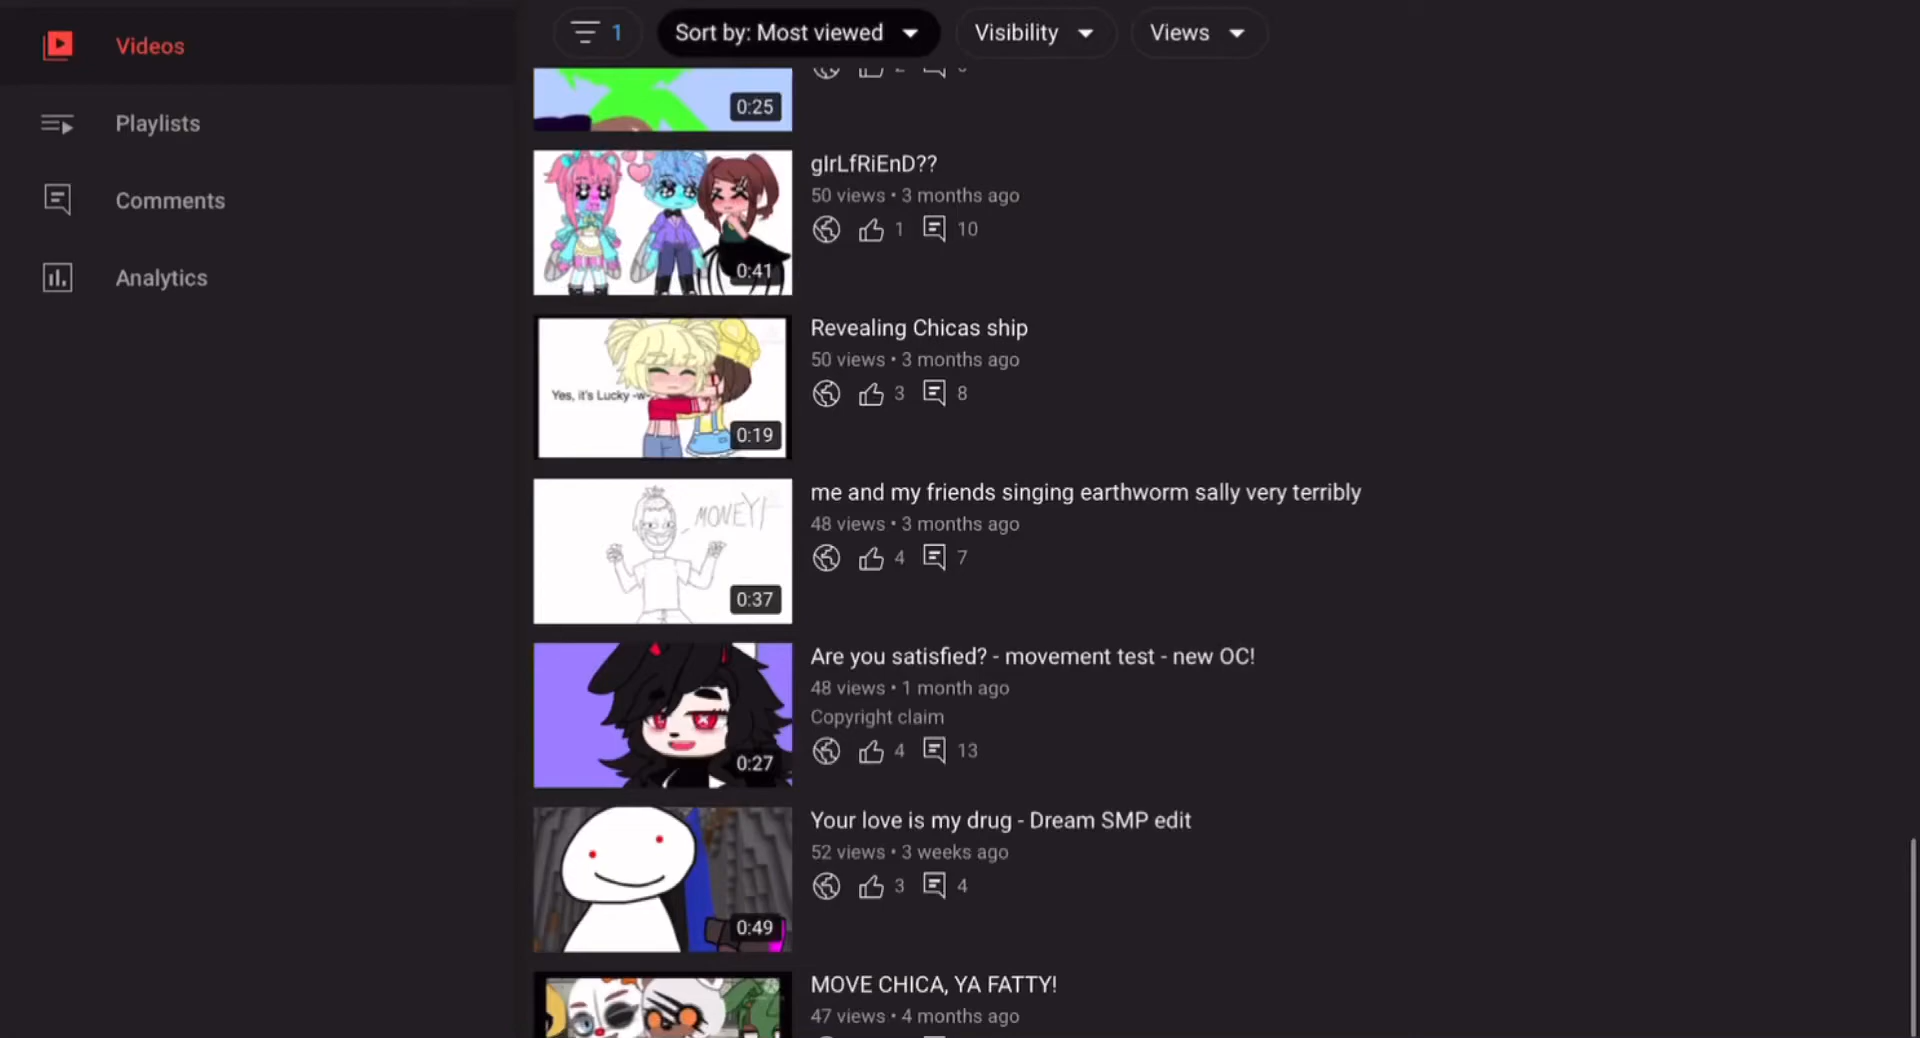 Videos
Playlists
Comments
Analytics
1
Sort by: Most viewed
Visibility
Views
0:25
gIrLfRiEnD??
50 views • 3 months ago
1
10
0:41
Revealing Chicas ship
50 views • 3 months ago
3
8
Yes, it's Lucky -w-
0:19
me and my friends singing earthworm sally very terribly
48 views • 3 months ago
4
7
MONEY!
0:37
Are you satisfied? - movement test - new OC!
48 views • 1 month ago
Copyright claim
4
13
0:27
Your love is my drug - Dream SMP edit
52 views • 3 weeks ago
3
4
0:49
MOVE CHICA, YA FATTY!
47 views • 4 months ago